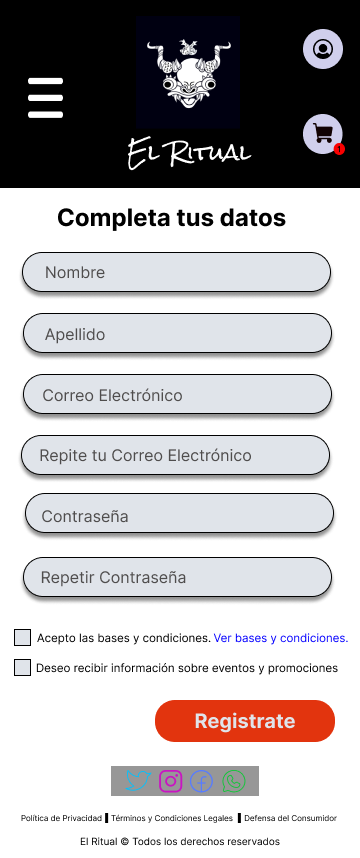 El Ritual
Completa tus datos
Nombre
Apellido
Correo Electrónico
Repite tu Correo Electrónico
Contraseña
Repetir Contraseña
Acepto las bases y condiciones. Ver bases y condiciones.
Deseo recibir información sobre eventos y promociones
Registrate
Política de Privacidad Términos y Condiciones Legales Defensa del Consumidor
El Ritual © Todos los derechos reservados